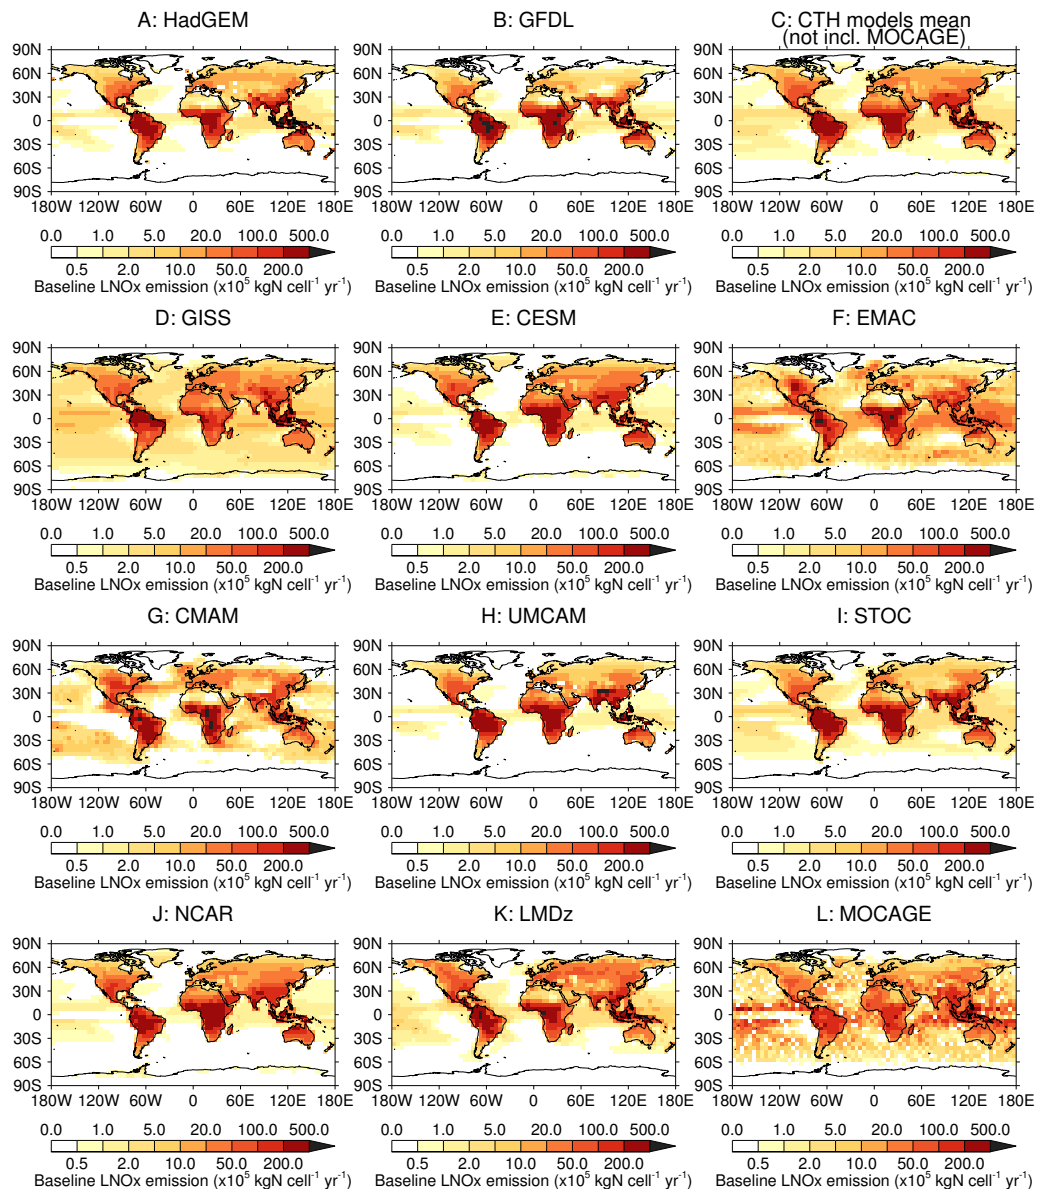 A: HadGEM
B: GFDL
C: CTH models mean
(not incl. MOCAGE)
90N
60N
30N
0
30S
60S
90S
180W 120W 60W 0 60E 120E 180E
90N
60N
30N
0
30S
60S
90S
180W 120W 60W 0 60E 120E 180E
90N
60N
30N
0
30S
60S
90S
180W 120W 60W 0 60E 120E 180E
0.0 1.0 5.0 20.0 100.0 500.0
0.5 2.0 10.0 50.0 200.0
Baseline LNOx emission (x10⁵ kgN cell⁻¹ yr⁻¹)
0.0 1.0 5.0 20.0 100.0 500.0
0.5 2.0 10.0 50.0 200.0
Baseline LNOx emission (x10⁵ kgN cell⁻¹ yr⁻¹)
0.0 1.0 5.0 20.0 100.0 500.0
0.5 2.0 10.0 50.0 200.0
Baseline LNOx emission (x10⁵ kgN cell⁻¹ yr⁻¹)
D: GISS
E: CESM
F: EMAC
90N
60N
30N
0
30S
60S
90S
180W 120W 60W 0 60E 120E 180E
90N
60N
30N
0
30S
60S
90S
180W 120W 60W 0 60E 120E 180E
90N
60N
30N
0
30S
60S
90S
180W 120W 60W 0 60E 120E 180E
0.0 1.0 5.0 20.0 100.0 500.0
0.5 2.0 10.0 50.0 200.0
Baseline LNOx emission (x10⁵ kgN cell⁻¹ yr⁻¹)
0.0 1.0 5.0 20.0 100.0 500.0
0.5 2.0 10.0 50.0 200.0
Baseline LNOx emission (x10⁵ kgN cell⁻¹ yr⁻¹)
0.0 1.0 5.0 20.0 100.0 500.0
0.5 2.0 10.0 50.0 200.0
Baseline LNOx emission (x10⁵ kgN cell⁻¹ yr⁻¹)
G: CMAM
H: UMCAM
I: STOC
90N
60N
30N
0
30S
60S
90S
180W 120W 60W 0 60E 120E 180E
90N
60N
30N
0
30S
60S
90S
180W 120W 60W 0 60E 120E 180E
90N
60N
30N
0
30S
60S
90S
180W 120W 60W 0 60E 120E 180E
0.0 1.0 5.0 20.0 100.0 500.0
0.5 2.0 10.0 50.0 200.0
Baseline LNOx emission (x10⁵ kgN cell⁻¹ yr⁻¹)
0.0 1.0 5.0 20.0 100.0 500.0
0.5 2.0 10.0 50.0 200.0
Baseline LNOx emission (x10⁵ kgN cell⁻¹ yr⁻¹)
0.0 1.0 5.0 20.0 100.0 500.0
0.5 2.0 10.0 50.0 200.0
Baseline LNOx emission (x10⁵ kgN cell⁻¹ yr⁻¹)
J: NCAR
K: LMDz
L: MOCAGE
90N
60N
30N
0
30S
60S
90S
180W 120W 60W 0 60E 120E 180E
90N
60N
30N
0
30S
60S
90S
180W 120W 60W 0 60E 120E 180E
90N
60N
30N
0
30S
60S
90S
180W 120W 60W 0 60E 120E 180E
0.0 1.0 5.0 20.0 100.0 500.0
0.5 2.0 10.0 50.0 200.0
Baseline LNOx emission (x10⁵ kgN cell⁻¹ yr⁻¹)
0.0 1.0 5.0 20.0 100.0 500.0
0.5 2.0 10.0 50.0 200.0
Baseline LNOx emission (x10⁵ kgN cell⁻¹ yr⁻¹)
0.0 1.0 5.0 20.0 100.0 500.0
0.5 2.0 10.0 50.0 200.0
Baseline LNOx emission (x10⁵ kgN cell⁻¹ yr⁻¹)